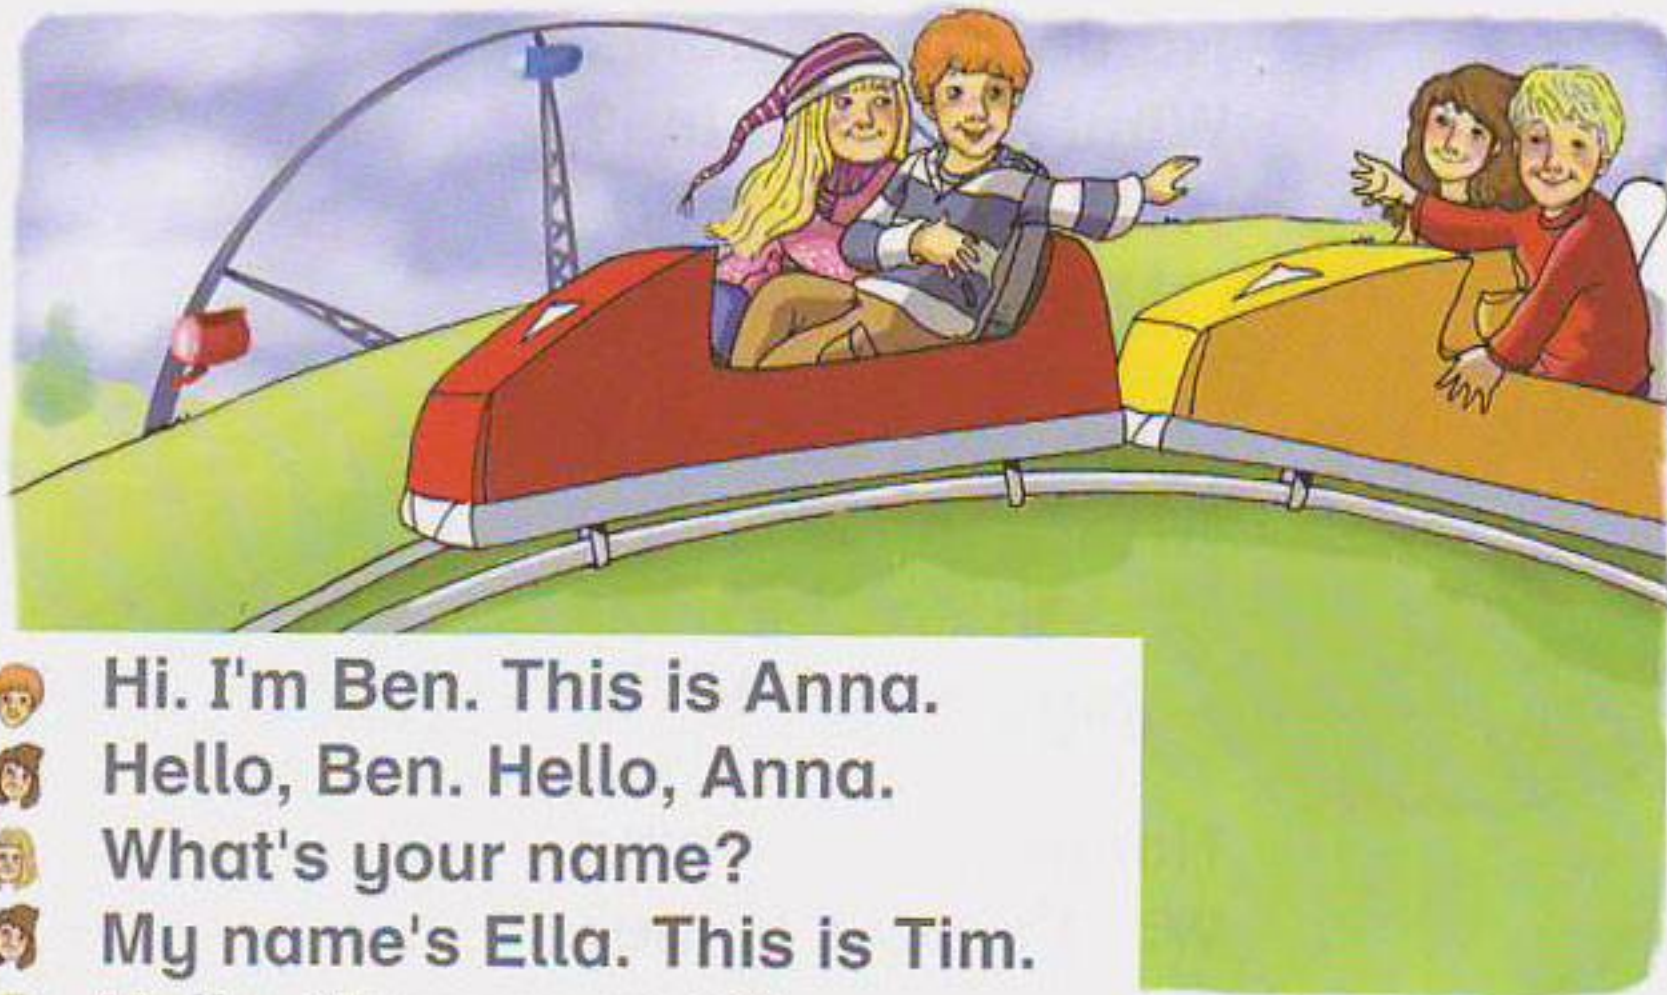 Hi. I'm Ben. This is Anna.
Hello, Ben. Hello, Anna.
What's your name?
My name's Ella. This is Tim.